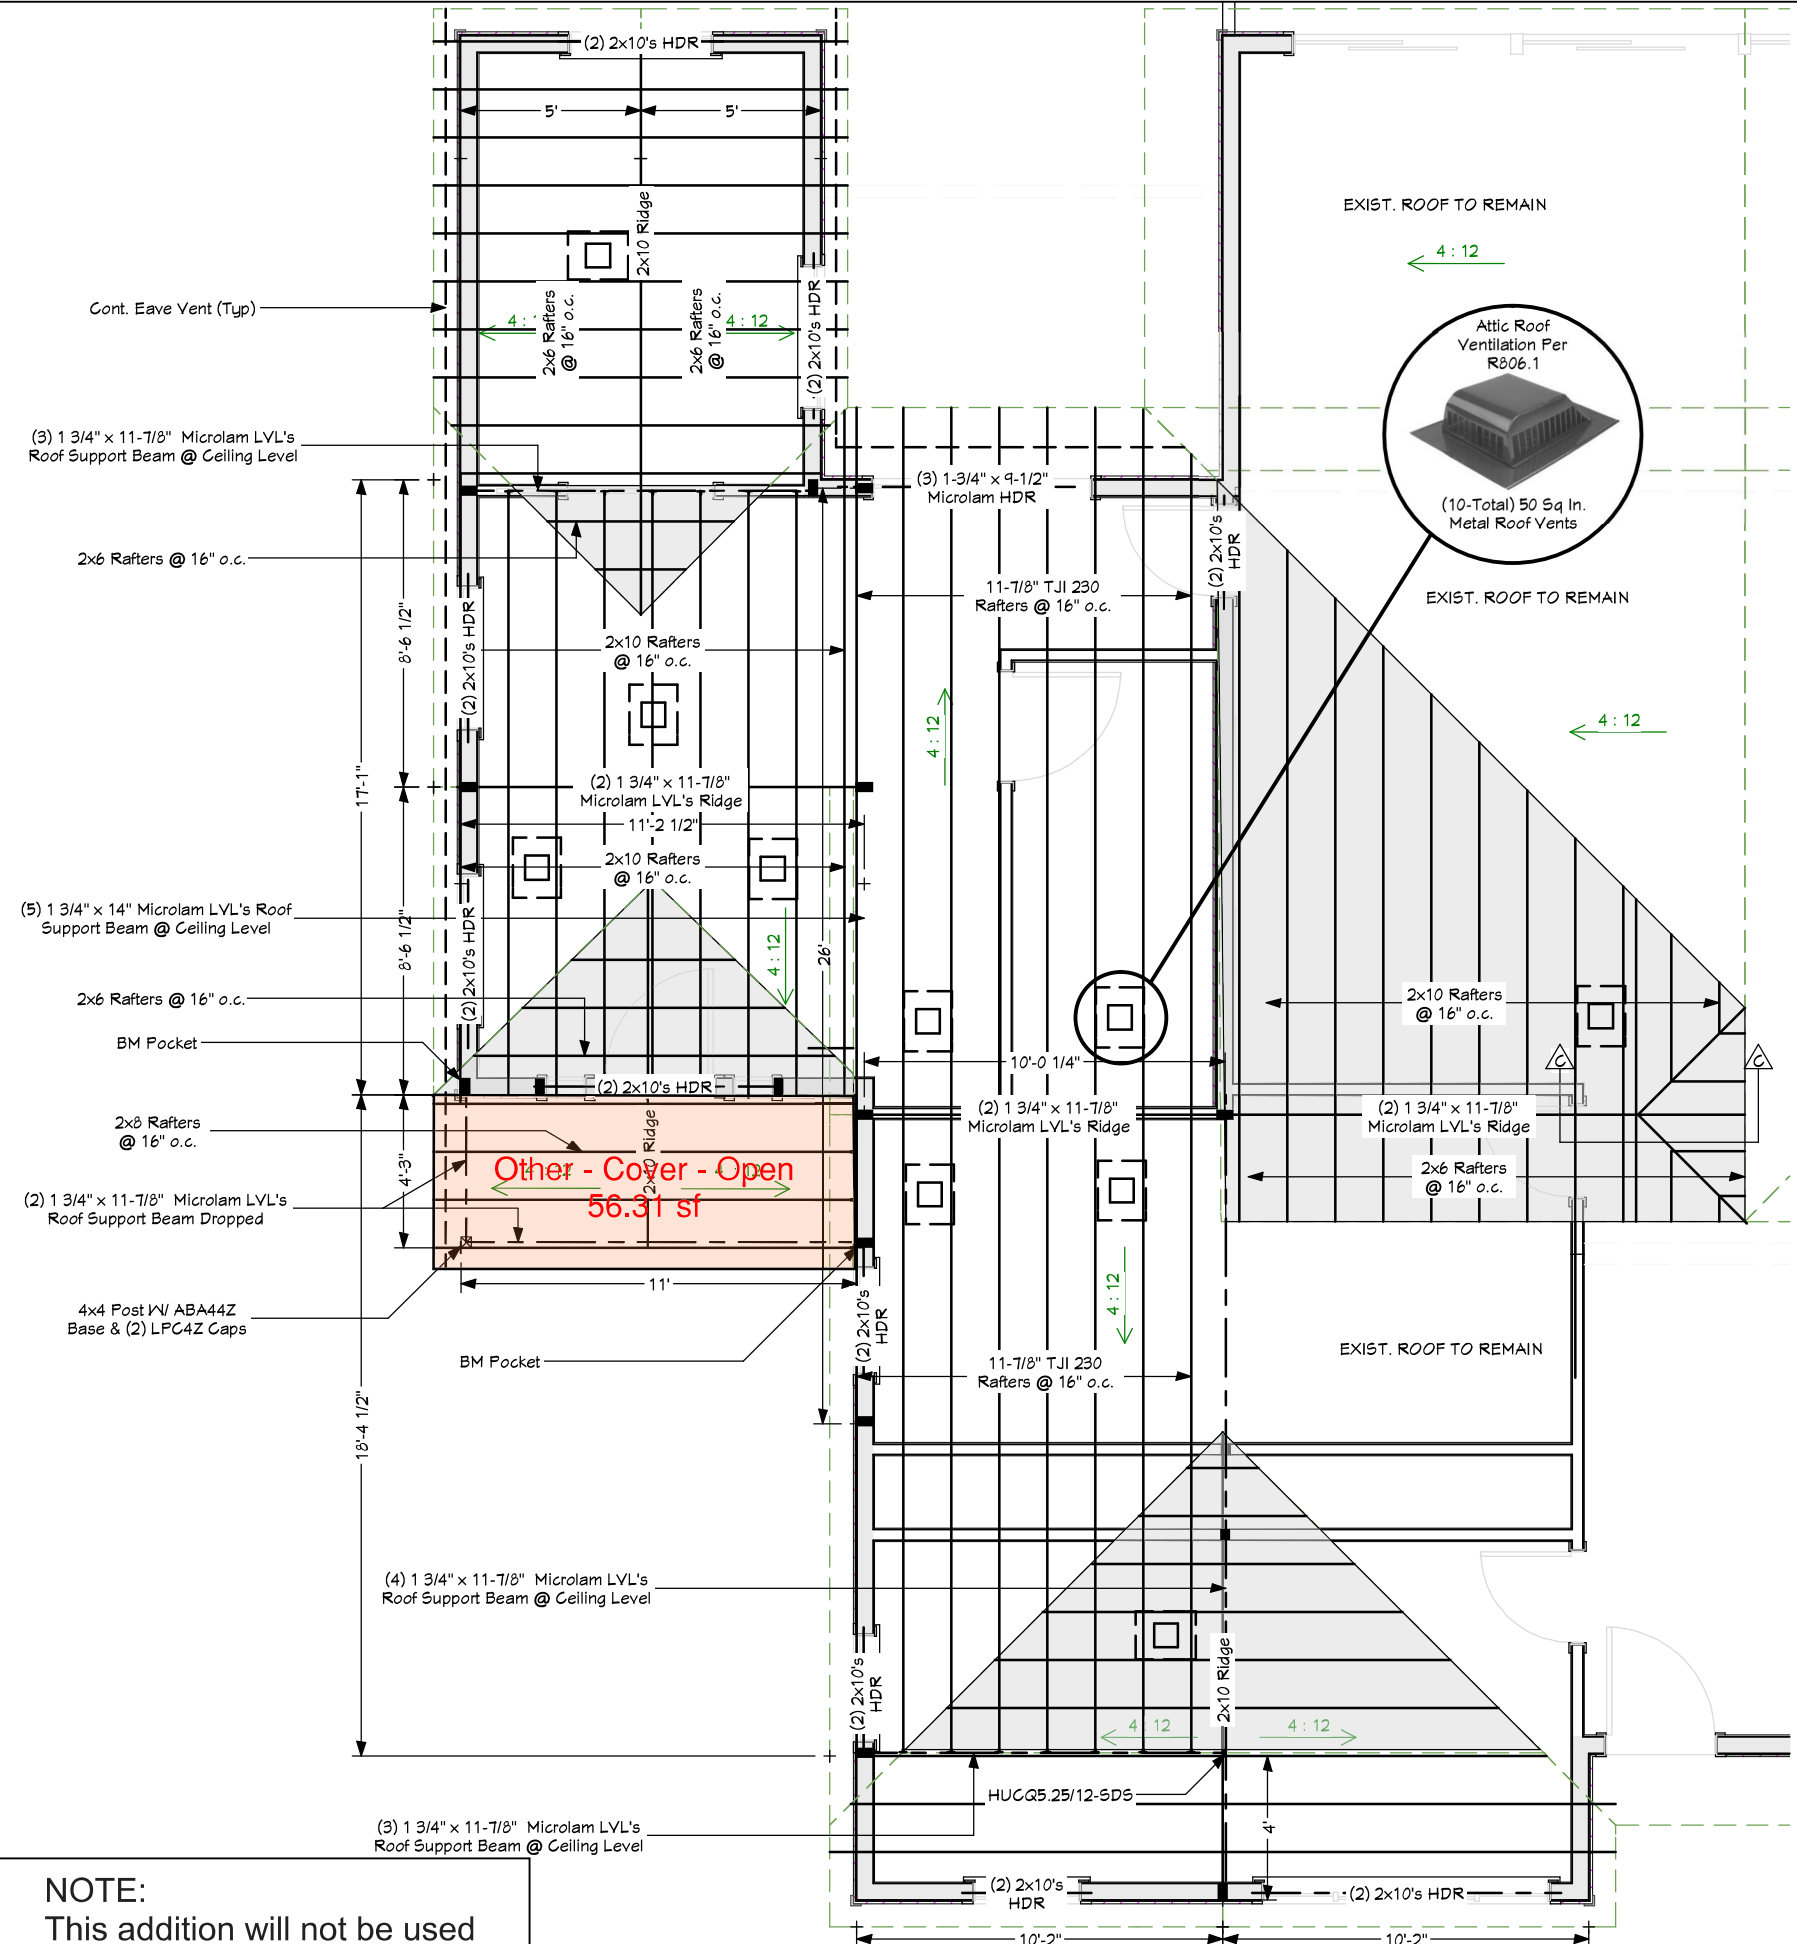 (2) 2x10's HDR
5'
5'
2x10 Ridge
EXIST. ROOF TO REMAIN
4 : 12
Cont. Eave Vent (Typ)
4 :
2x6 Rafters
@ 16" o.c.
2x6 Rafters
@ 16" o.c.
4 : 12
(2) 2x10's HDR
Attic Roof
Ventilation Per
R806.1
(10-Total) 50 Sq In.
Metal Roof Vents
(3) 1 3/4" x 11-7/8" Microlam LVL's
Roof Support Beam @ Ceiling Level
(3) 1-3/4" x 9-1/2"
Microlam HDR
(2) 2x10's
HDR
2x6 Rafters @ 16" o.c.
11-7/8" TJI 230
Rafters @ 16" o.c.
EXIST. ROOF TO REMAIN
8'-6 1/2"
(2) 2x10's HDR
2x10 Rafters
@ 16" o.c.
4 : 12
4 : 12
17'-1"
(2) 1 3/4" x 11-7/8"
Microlam LVL's Ridge
11'-2 1/2"
2x10 Rafters
@ 16" o.c.
(5) 1 3/4" x 14" Microlam LVL's Roof
Support Beam @ Ceiling Level
8'-6 1/2"
(2) 2x10's HDR
4 : 12
26'
2x6 Rafters @ 16" o.c.
2x10 Rafters
@ 16" o.c.
BM Pocket
10'-0 1/4"
C
C
(2) 2x10's HDR
2x8 Rafters
@ 16" o.c.
(2) 1 3/4" x 11-7/8"
Microlam LVL's Ridge
(2) 1 3/4" x 11-7/8"
Microlam LVL's Ridge
4'-3"
2x10 Ridge
Other - Cover - Open
56.31 sf
2x6 Rafters
@ 16" o.c.
(2) 1 3/4" x 11-7/8" Microlam LVL's
Roof Support Beam Dropped
11'
4x4 Post W/ ABA44Z
Base & (2) LPC4Z Caps
4 : 12
(2) 2x10's
HDR
BM Pocket
EXIST. ROOF TO REMAIN
11-7/8" TJI 230
Rafters @ 16" o.c.
18'-4 1/2"
(4) 1 3/4" x 11-7/8" Microlam LVL's
Roof Support Beam @ Ceiling Level
(2) 2x10's
HDR
2x10 Ridge
4 : 12
4 : 12
HUCQ5.25/12-SDS
4'
(3) 1 3/4" x 11-7/8" Microlam LVL's
Roof Support Beam @ Ceiling Level
(2) 2x10's
HDR
(2) 2x10's HDR
10'-2"
10'-2"
NOTE:
This addition will not be used